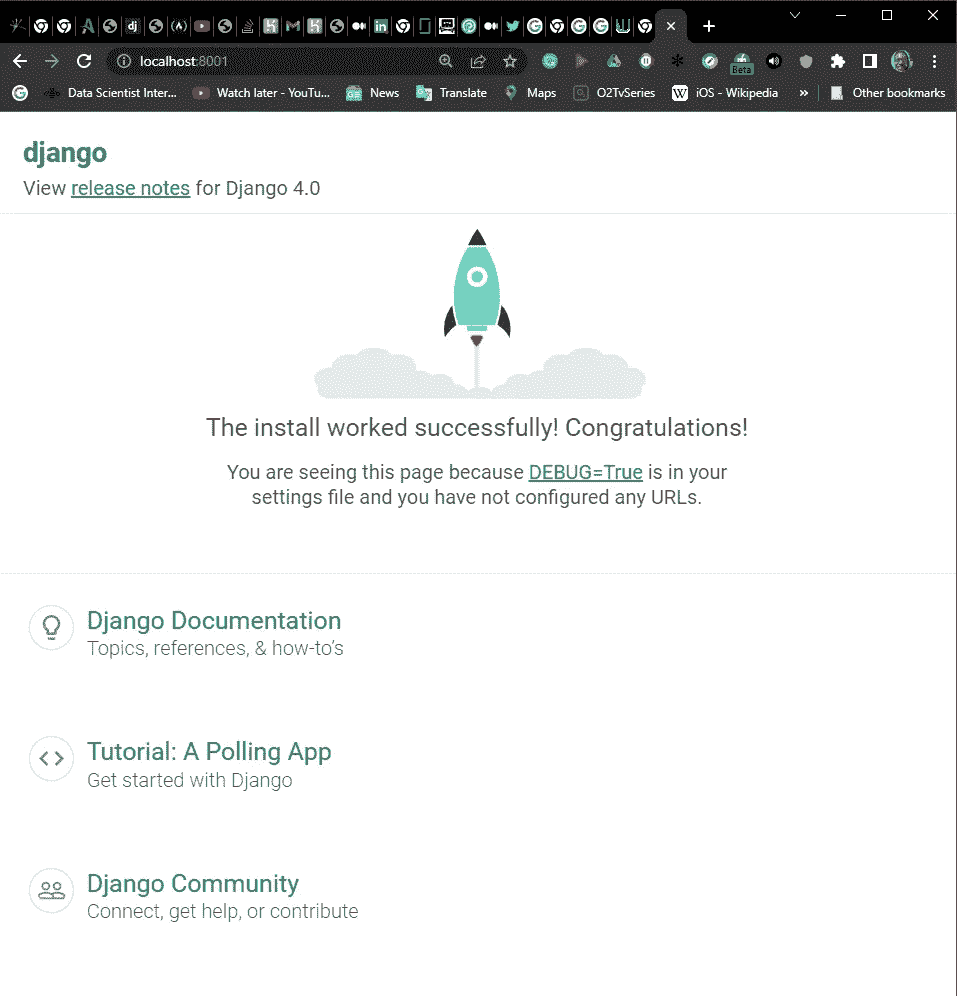 localhost:8001
Beta
Data Scientist Inter... Watch later - YouTu... News Translate Maps O2TvSeries W iOS - Wikipedia » Other bookmarks
django
View release notes for Django 4.0
The install worked successfully! Congratulations!
You are seeing this page because DEBUG=True is in your
settings file and you have not configured any URLs.
Django Documentation
Topics, references, & how-to's
Tutorial: A Polling App
Get started with Django
Django Community
Connect, get help, or contribute